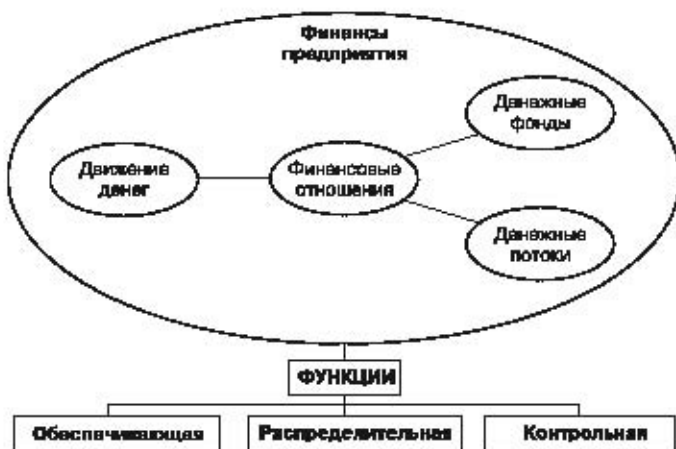 Финансы
предприятия
Денежные
фонды
Движение
денег
Финансовые
отношения
Денежные
потоки
ФУНКЦИИ
Обеспечивающая
Распределительная
Контрольная